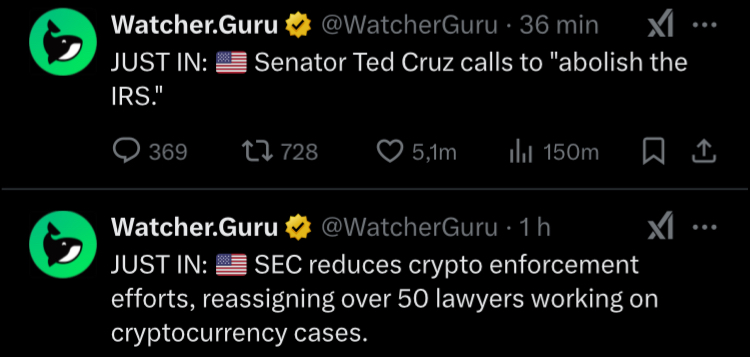 Watcher.Guru @WatcherGuru · 36 min
JUST IN: 🇺🇸 Senator Ted Cruz calls to "abolish the
IRS."
369 728 5,1m 150m
Watcher.Guru @WatcherGuru · 1 h
JUST IN: 🇺🇸 SEC reduces crypto enforcement
efforts, reassigning over 50 lawyers working on
cryptocurrency cases.